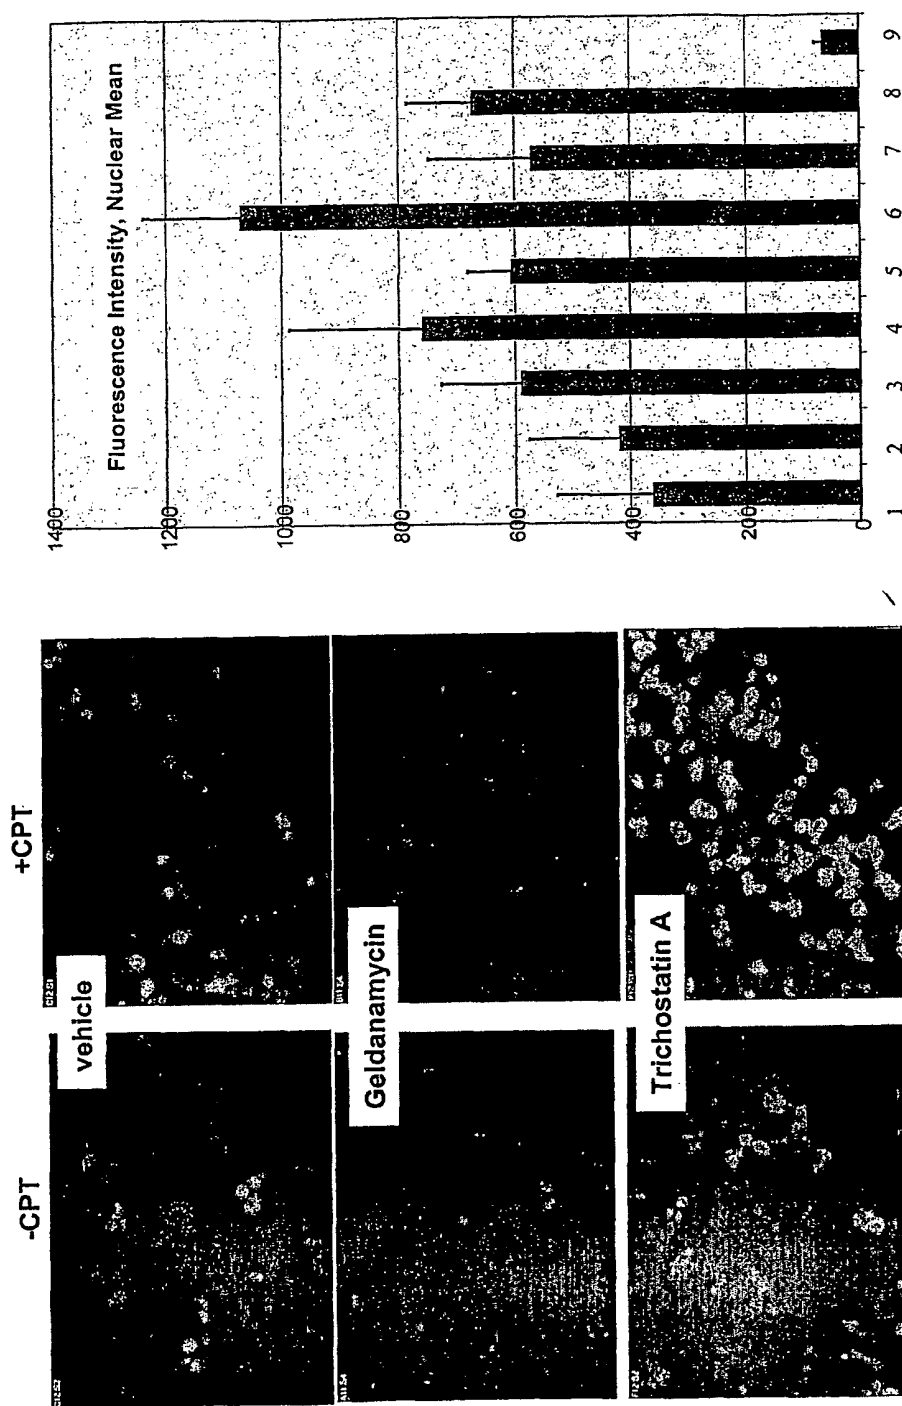 -CPT
+CPT
vehicle
Geldanamycin
Trichostatin A
Fluorescence Intensity, Nuclear Mean
1400
1200
1000
800
600
400
200
0
1 2 3 4 5 6 7 8 9